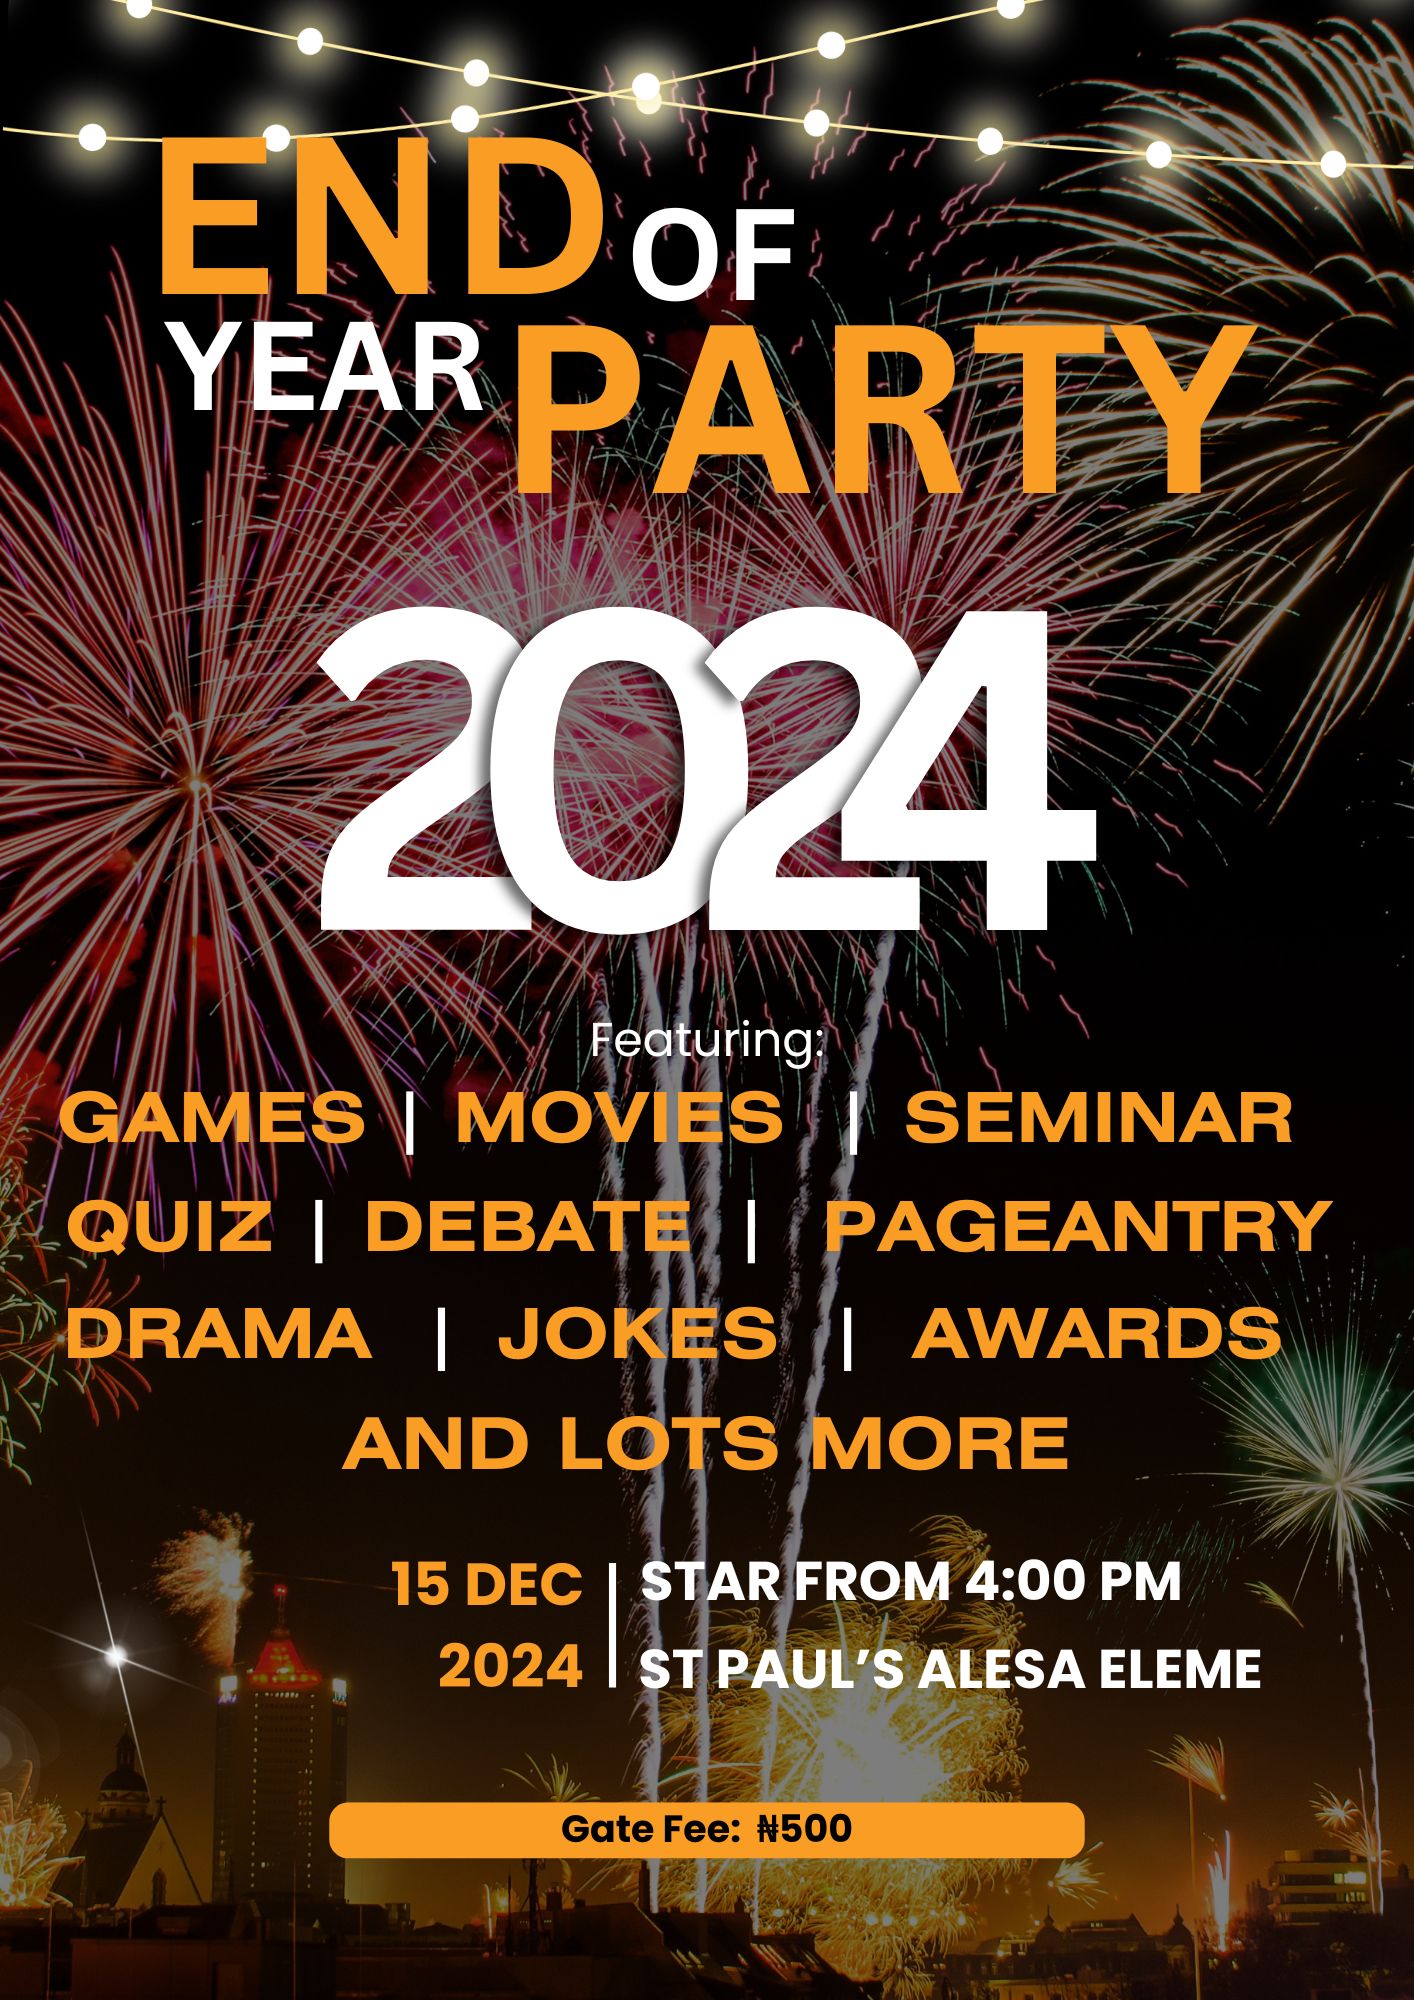 END OF
YEAR PARTY
2024
Featuring:
GAMES | MOVIES | SEMINAR
QUIZ | DEBATE | PAGEANTRY
DRAMA | JOKES | AWARDS
AND LOTS MORE
15 DEC | STAR FROM 4:00 PM
2024 | ST PAUL’S ALESA ELEME
Gate Fee: ₦500